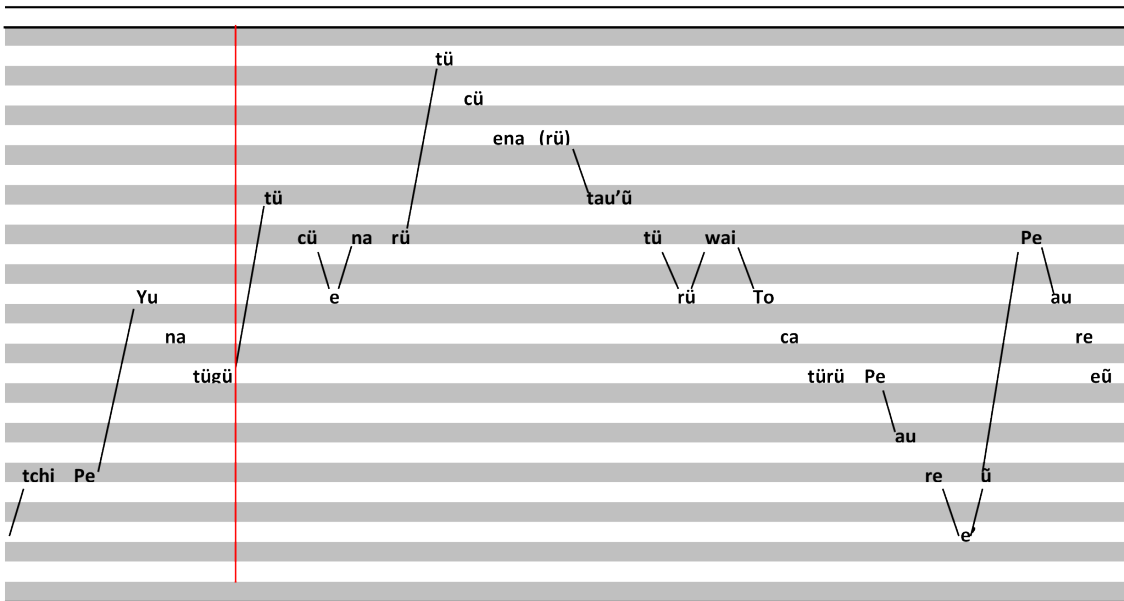 tchi Pe
Yu
na
tügü
tü
cü
e
na rü
tü
cü
ena (rü)
tau’ũ
tü
rü
wai
To
ca
türü Pe
au
re
e’
ũ
Pe
au
re
eũ